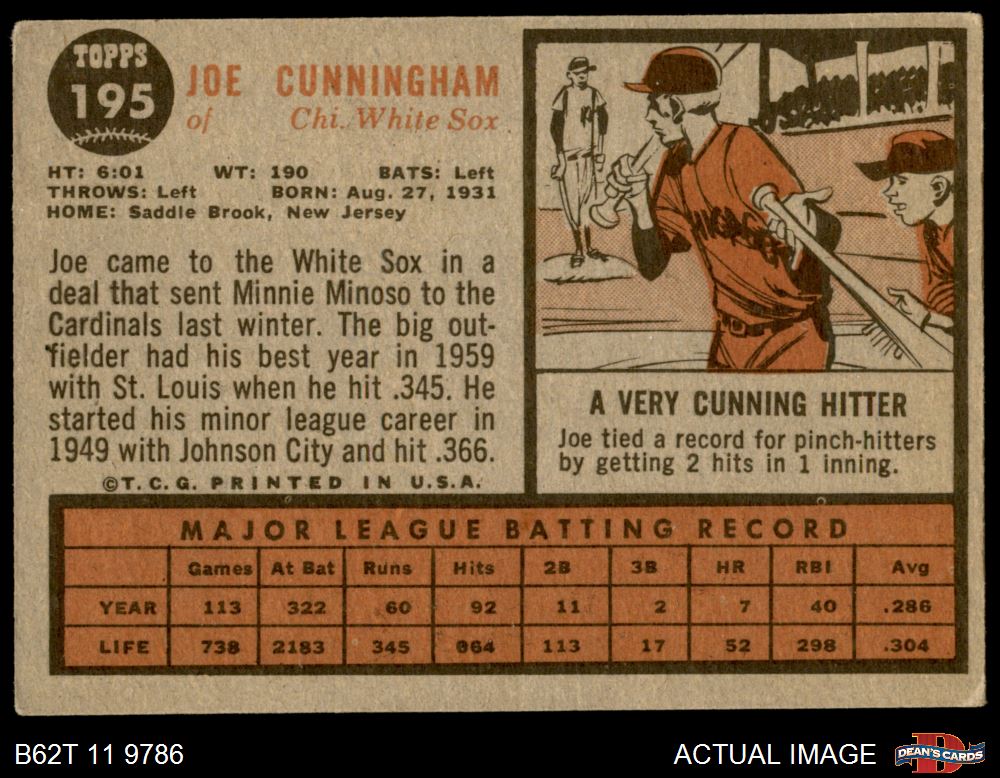 TOPPS
195
JOE CUNNINGHAM
of Chi. White Sox
HT: 6:01 WT: 190 BATS: Left
THROWS: Left BORN: Aug. 27, 1931
HOME: Saddle Brook, New Jersey
Joe came to the White Sox in a
deal that sent Minnie Minoso to the
Cardinals last winter. The big out-
fielder had his best year in 1959
with St. Louis when he hit .345. He
started his minor league career in
1949 with Johnson City and hit .366.
©T.C.G. PRINTED IN U.S.A.
A VERY CUNNING HITTER
Joe tied a record for pinch-hitters
by getting 2 hits in 1 inning.
MAJOR LEAGUE BATTING RECORD
Games At Bat Runs Hits 2B 3B HR RBI Avg
YEAR 113 322 60 92 11 2 7 40 .286
LIFE 738 2183 345 664 113 17 52 298 .304
B62T 11 9786
ACTUAL IMAGE
DEAN'S CARDS